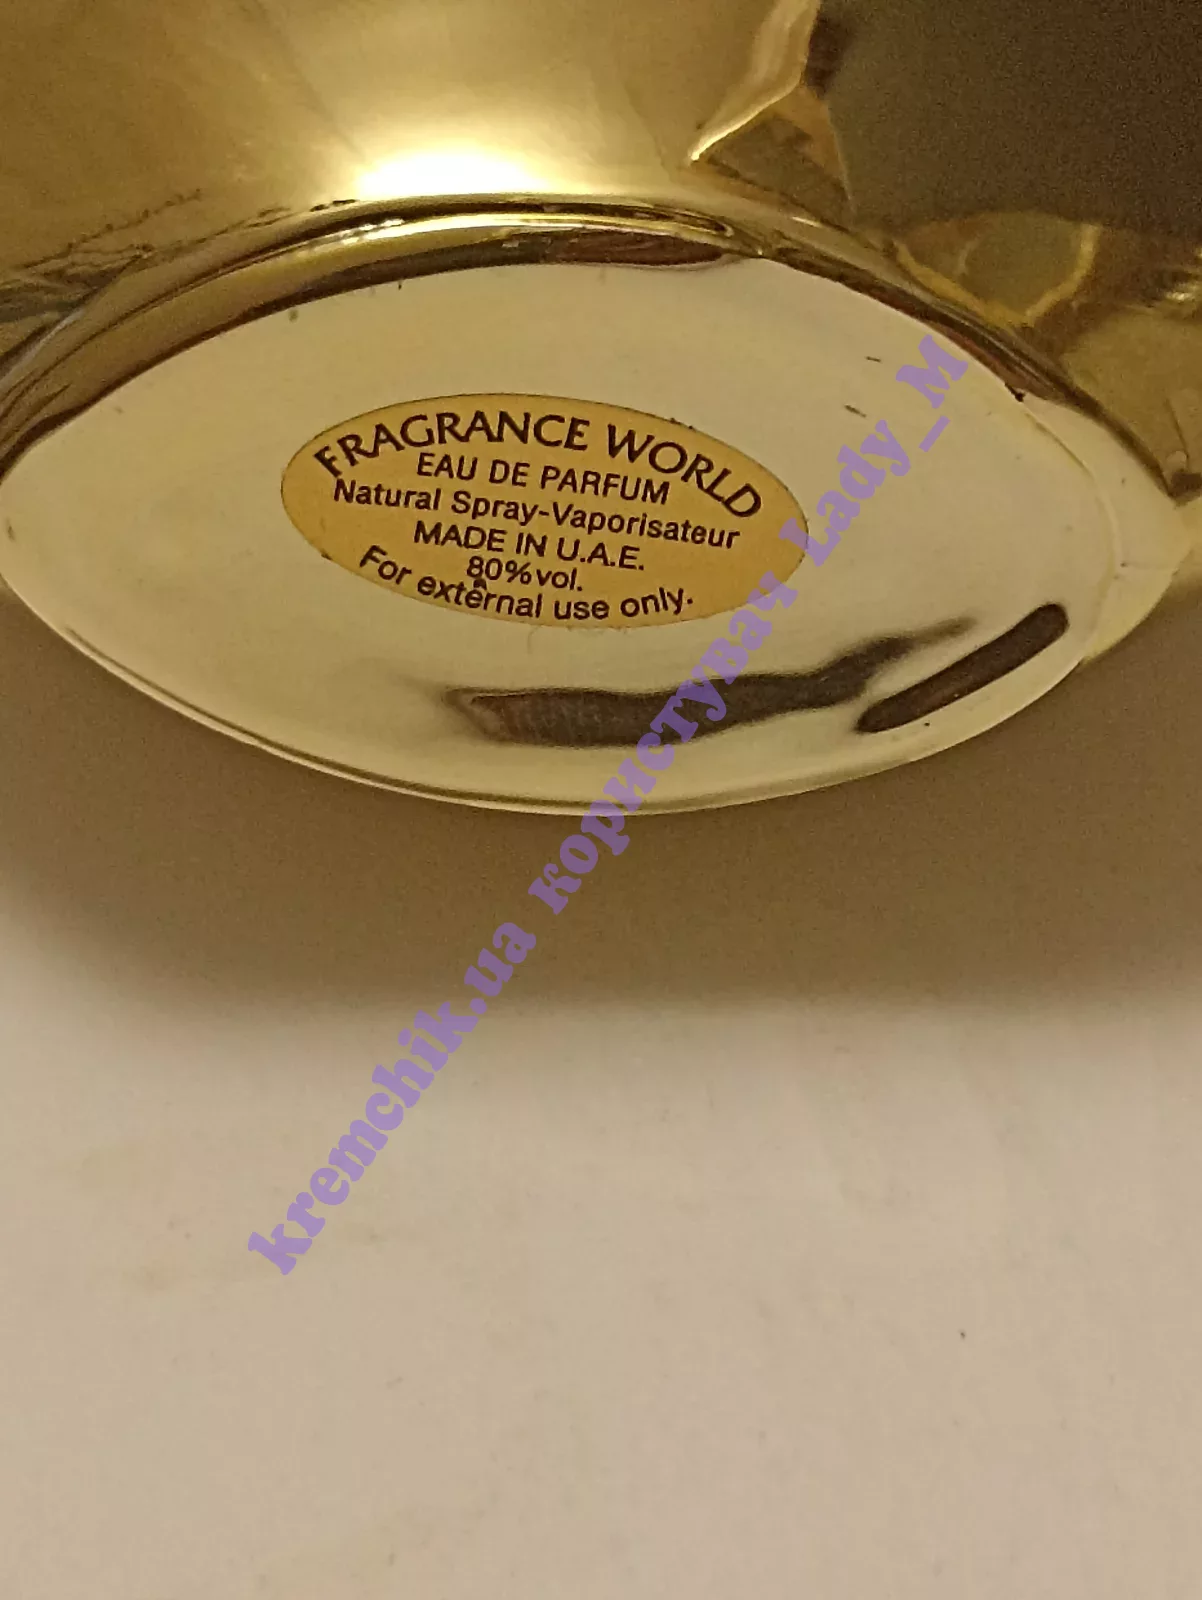 FRAGRANCE WORLD
EAU DE PARFUM
Natural Spray-Vaporisateur
MADE IN U.A.E.
80%vol.
For external use only.
kremchik.ua користувач Lady_M